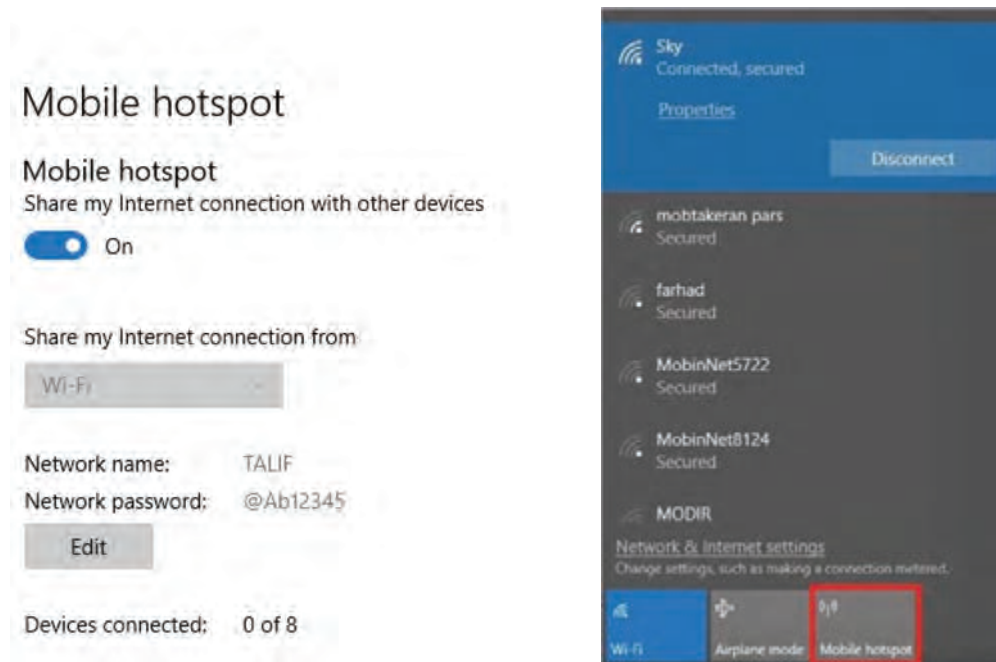 Mobile hotspot
Mobile hotspot
Share my Internet connection with other devices
On
Share my Internet connection from
Wi-Fi
Network name: TALIF
Network password: @Ab12345
Edit
Devices connected: 0 of 8
Sky
Connected, secured
Properties
Disconnect
mobtakeran pars
Secured
farhad
Secured
MobinNet5722
Secured
MobinNet8124
Secured
MODIR
Network & Internet settings
Change settings, such as making a connection metered.
Wi-Fi Airplane mode Mobile hotspot